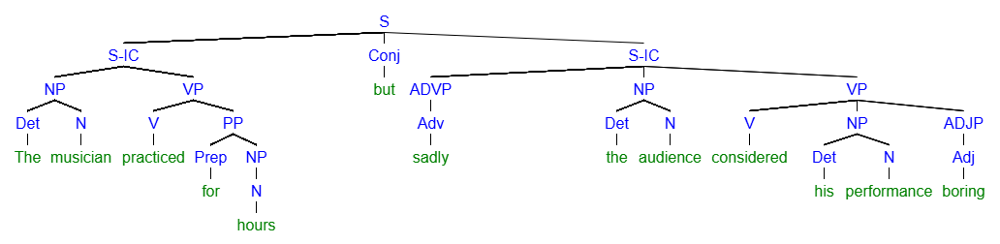 S
S-IC Conj S-IC
NP VP but ADVP NP VP
Det N V PP Adv Det N V NP ADJP
The musician practiced Prep NP sadly the audience considered Det N Adj
for N his performance boring
hours